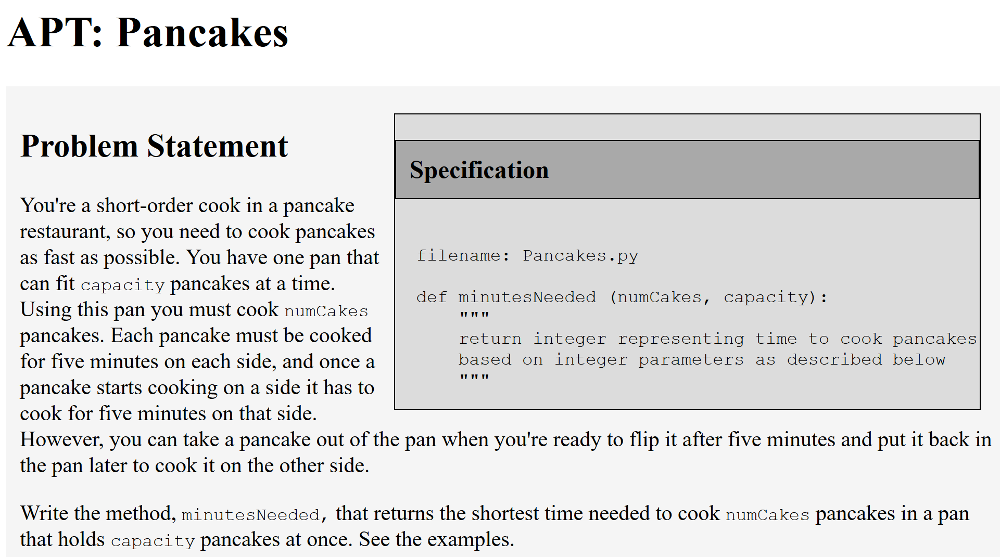 APT: Pancakes
Problem Statement
You're a short-order cook in a pancake
restaurant, so you need to cook pancakes
as fast as possible. You have one pan that
can fit capacity pancakes at a time.
Using this pan you must cook numCakes
pancakes. Each pancake must be cooked
for five minutes on each side, and once a
pancake starts cooking on a side it has to
cook for five minutes on that side.
However, you can take a pancake out of the pan when you're ready to flip it after five minutes and put it back in
the pan later to cook it on the other side.
Write the method, minutesNeeded, that returns the shortest time needed to cook numCakes pancakes in a pan
that holds capacity pancakes at once. See the examples.
Specification
filename: Pancakes.py
def minutesNeeded (numCakes, capacity):
"""
return integer representing time to cook pancakes
based on integer parameters as described below
"""